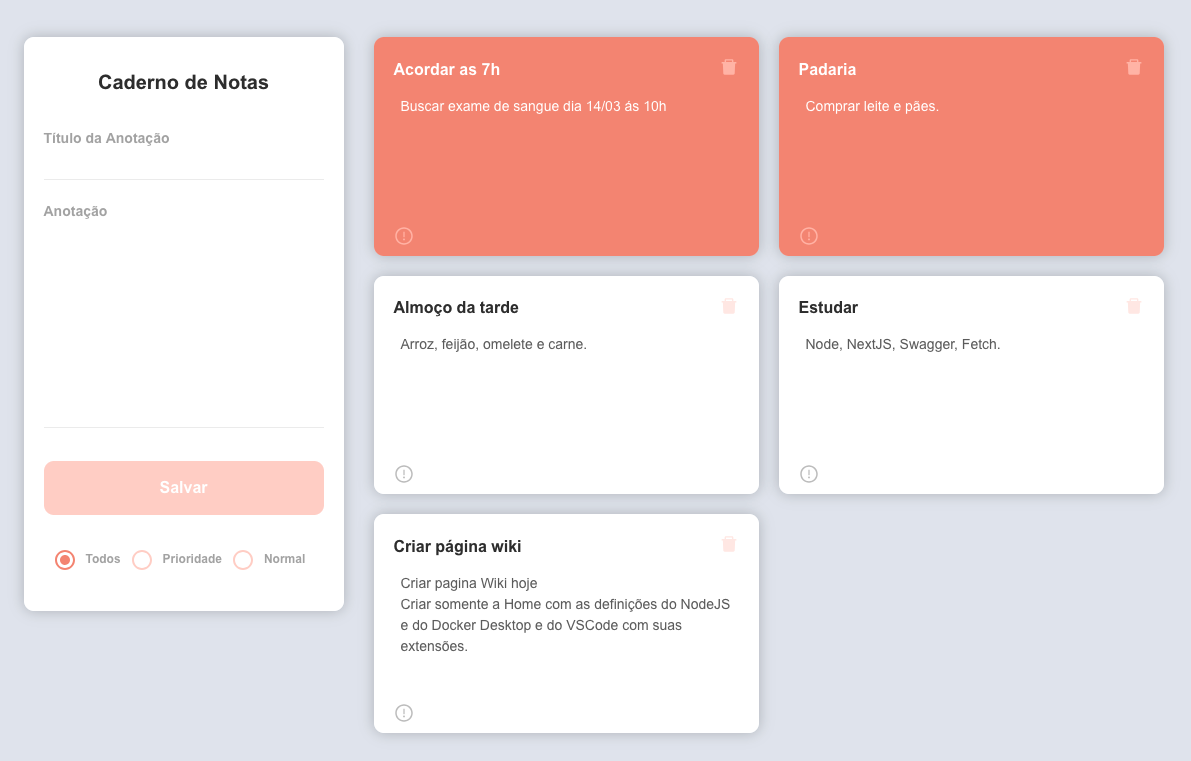 Caderno de Notas
Título da Anotação
Anotação
Salvar
Todos
Prioridade
Normal
Acordar as 7h
Buscar exame de sangue dia 14/03 ás 10h
Padaria
Comprar leite e pães.
Almoço da tarde
Arroz, feijão, omelete e carne.
Estudar
Node, NextJS, Swagger, Fetch.
Criar página wiki
Criar pagina Wiki hoje
Criar somente a Home com as definições do NodeJS
e do Docker Desktop e do VSCode com suas
extensões.